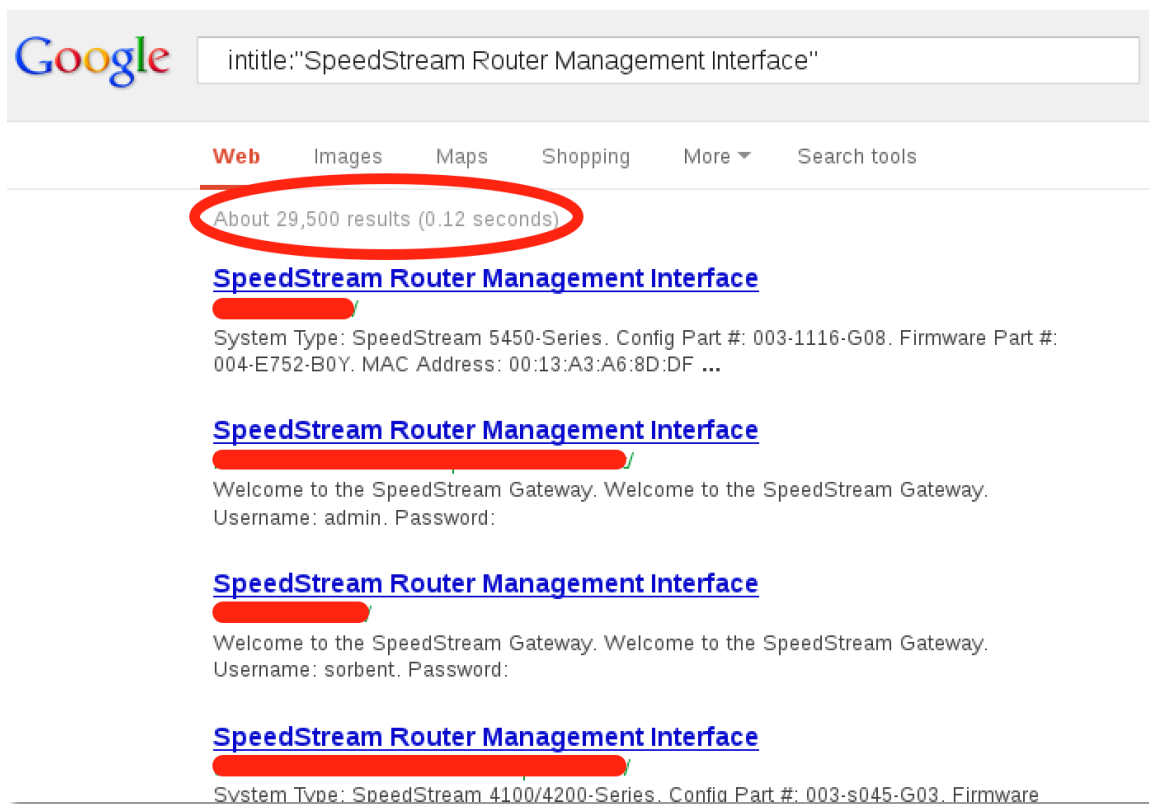 Google
intitle:"SpeedStream Router Management Interface"
Web Images Maps Shopping More Search tools
About 29,500 results (0.12 seconds)
SpeedStream Router Management Interface
/
System Type: SpeedStream 5450-Series. Config Part #: 003-1116-G08. Firmware Part #:
004-E752-B0Y. MAC Address: 00:13:A3:A6:8D:DF ...
SpeedStream Router Management Interface
/
Welcome to the SpeedStream Gateway. Welcome to the SpeedStream Gateway.
Username: admin. Password:
SpeedStream Router Management Interface
/
Welcome to the SpeedStream Gateway. Welcome to the SpeedStream Gateway.
Username: sorbent. Password:
SpeedStream Router Management Interface
/
System Type: SpeedStream 4100/4200-Series. Config Part #: 003-s045-G03. Firmware